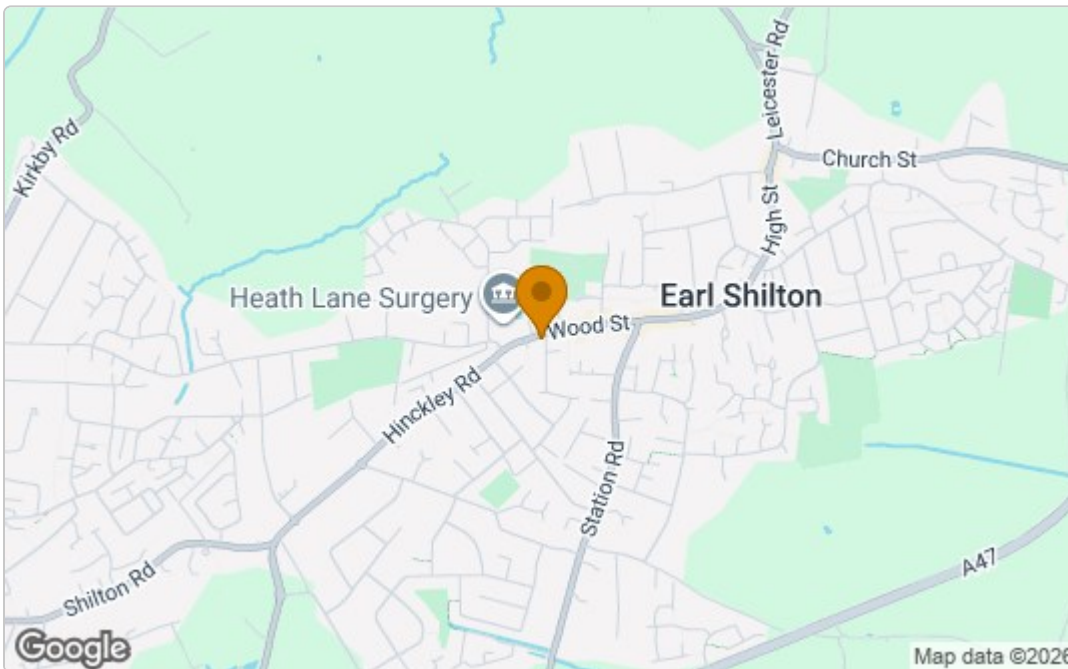 Leicester Rd
Kirkby Rd
Church St
High St
Heath Lane Surgery
Earl Shilton
Wood St
Hinckley Rd
Station Rd
A47
Shilton Rd
Google
Map data ©2026